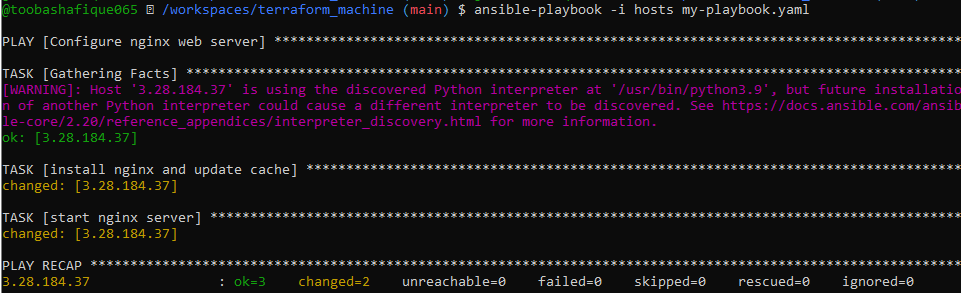 @toobashafique065 /workspaces/terraform_machine (main) $ ansible-playbook -i hosts my-playbook.yaml
PLAY [Configure nginx web server] **************************************************************************************
TASK [Gathering Facts] *************************************************************************************************
[WARNING]: Host '3.28.184.37' is using the discovered Python interpreter at '/usr/bin/python3.9', but future installatio
n of another Python interpreter could cause a different interpreter to be discovered. See https://docs.ansible.com/ansib
le-core/2.20/reference_appendices/interpreter_discovery.html for more information.
ok: [3.28.184.37]
TASK [install nginx and update cache] **********************************************************************************
changed: [3.28.184.37]
TASK [start nginx server] **********************************************************************************************
changed: [3.28.184.37]
PLAY RECAP *************************************************************************************************************
3.28.184.37                : ok=3    changed=2    unreachable=0    failed=0    skipped=0    rescued=0    ignored=0